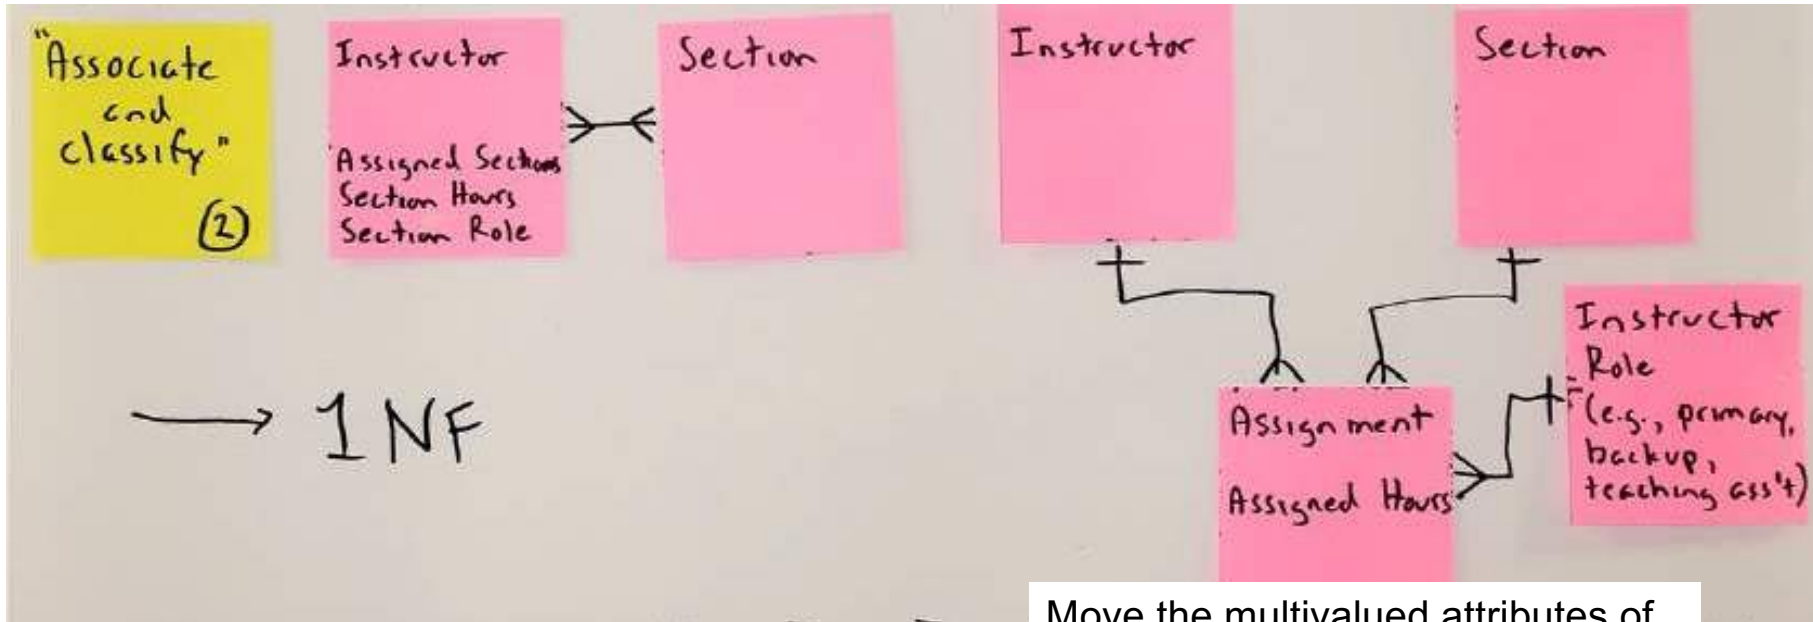 "Associate
and
classify"
2
Instructor
Assigned Sections
Section Hours
Section Role
Section
→ 1NF
Instructor
Section
Assignment
Assigned Hours
Instructor
Role
(e.g., primary,
backup,
teaching ass't)
Move the multivalued attributes of